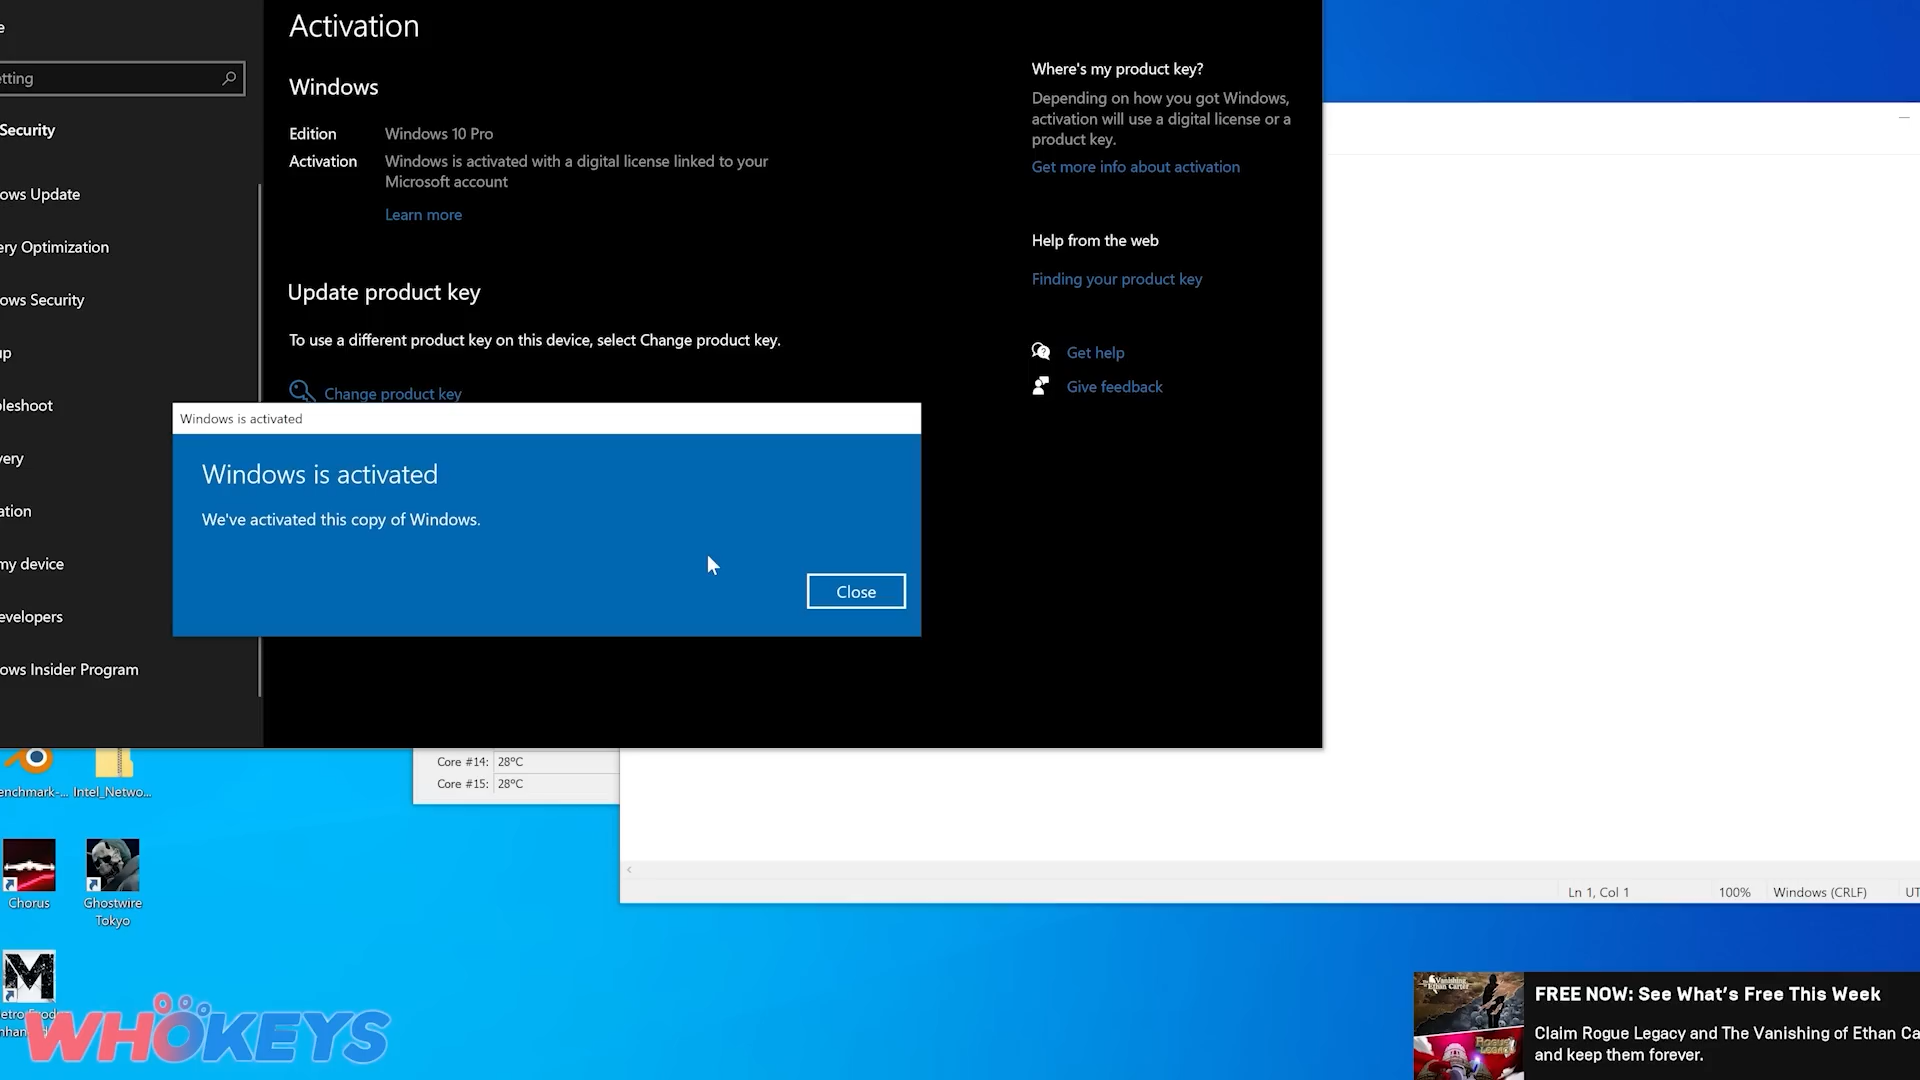 e
etting
Security
ows Update
ery Optimization
ows Security
up
leshoot
very
ation
my device
evelopers
ows Insider Program
Activation
Windows
Edition
Windows 10 Pro
Activation
Windows is activated with a digital license linked to your
Microsoft account
Learn more
Update product key
To use a different product key on this device, select Change product key.
Change product key
Where's my product key?
Depending on how you got Windows,
activation will use a digital license or a
product key.
Get more info about activation
Help from the web
Finding your product key
Get help
Give feedback
Windows is activated
Windows is activated
We've activated this copy of Windows.
Close
Core #14: 28°C
Core #15: 28°C
enchmark-...
Intel_Netwo...
Chorus
Ghostwire
Tokyo
M
WHOKEYS
Ln 1, Col 1
100%
Windows (CRLF)
UT
Vanishing
of Ethan Carter
Rogue
Legacy
FREE NOW: See What's Free This Week
Claim Rogue Legacy and The Vanishing of Ethan Ca
and keep them forever.